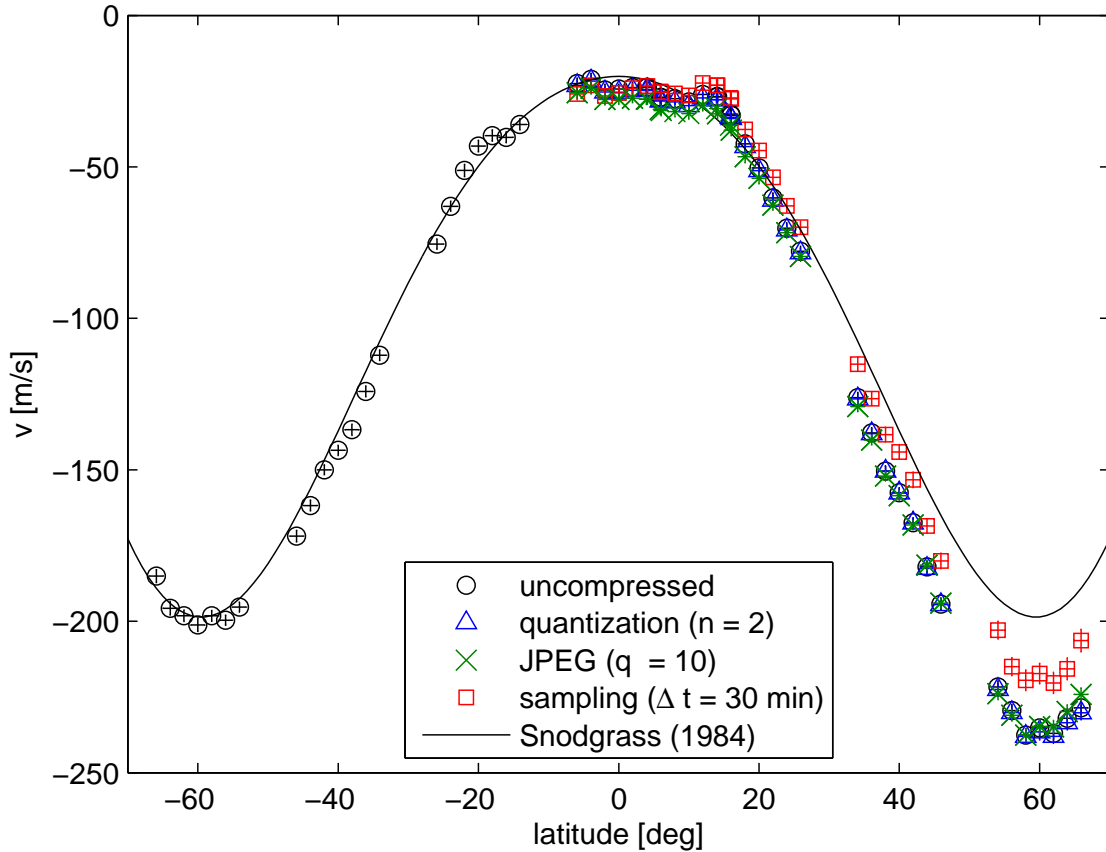 0
−50
−100
−150
−200
−250
v [m/s]
uncompressed
quantization (n = 2)
JPEG (q = 10)
sampling (Δ t = 30 min)
Snodgrass (1984)
−60 −40 −20 0 20 40 60
latitude [deg]